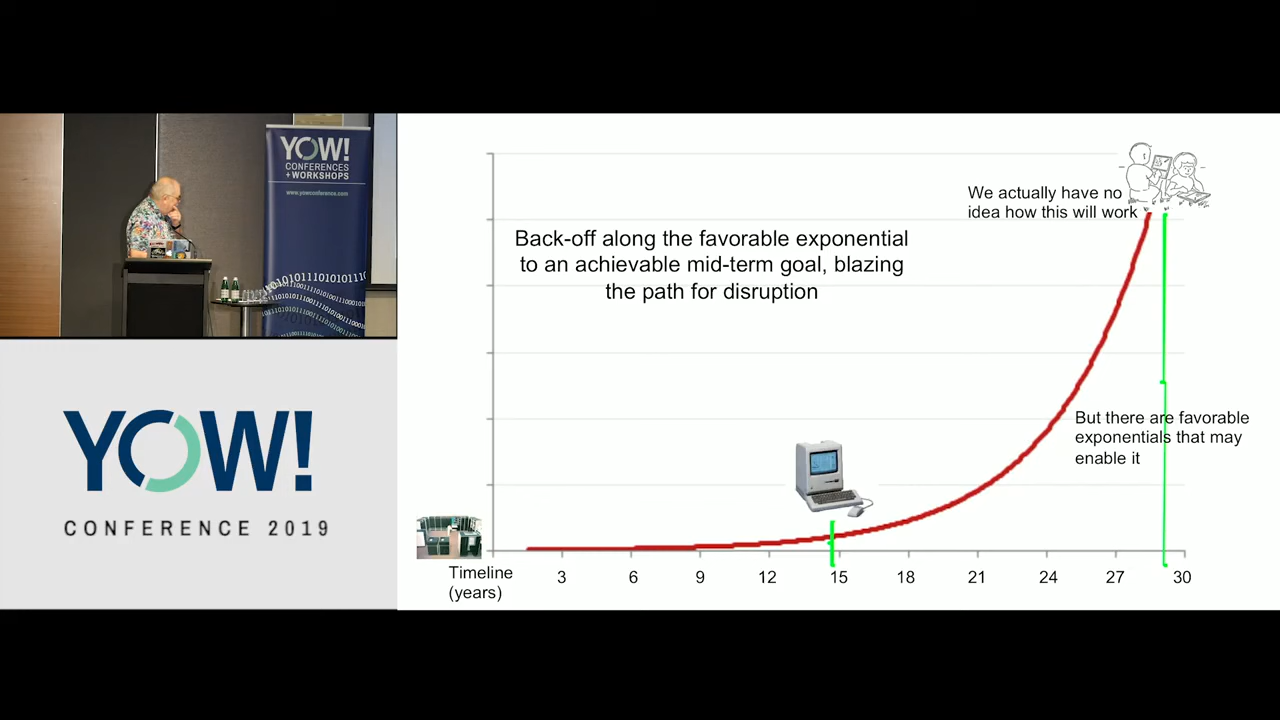 YOW!
CONFERENCES
+ WORKSHOPS
www.yowconference.com
YOW!
CONFERENCE 2019
We actually have no
idea how this will work
Back-off along the favorable exponential
to an achievable mid-term goal, blazing
the path for disruption
But there are favorable
exponentials that may
enable it
Timeline
(years)
3 6 9 12 15 18 21 24 27 30